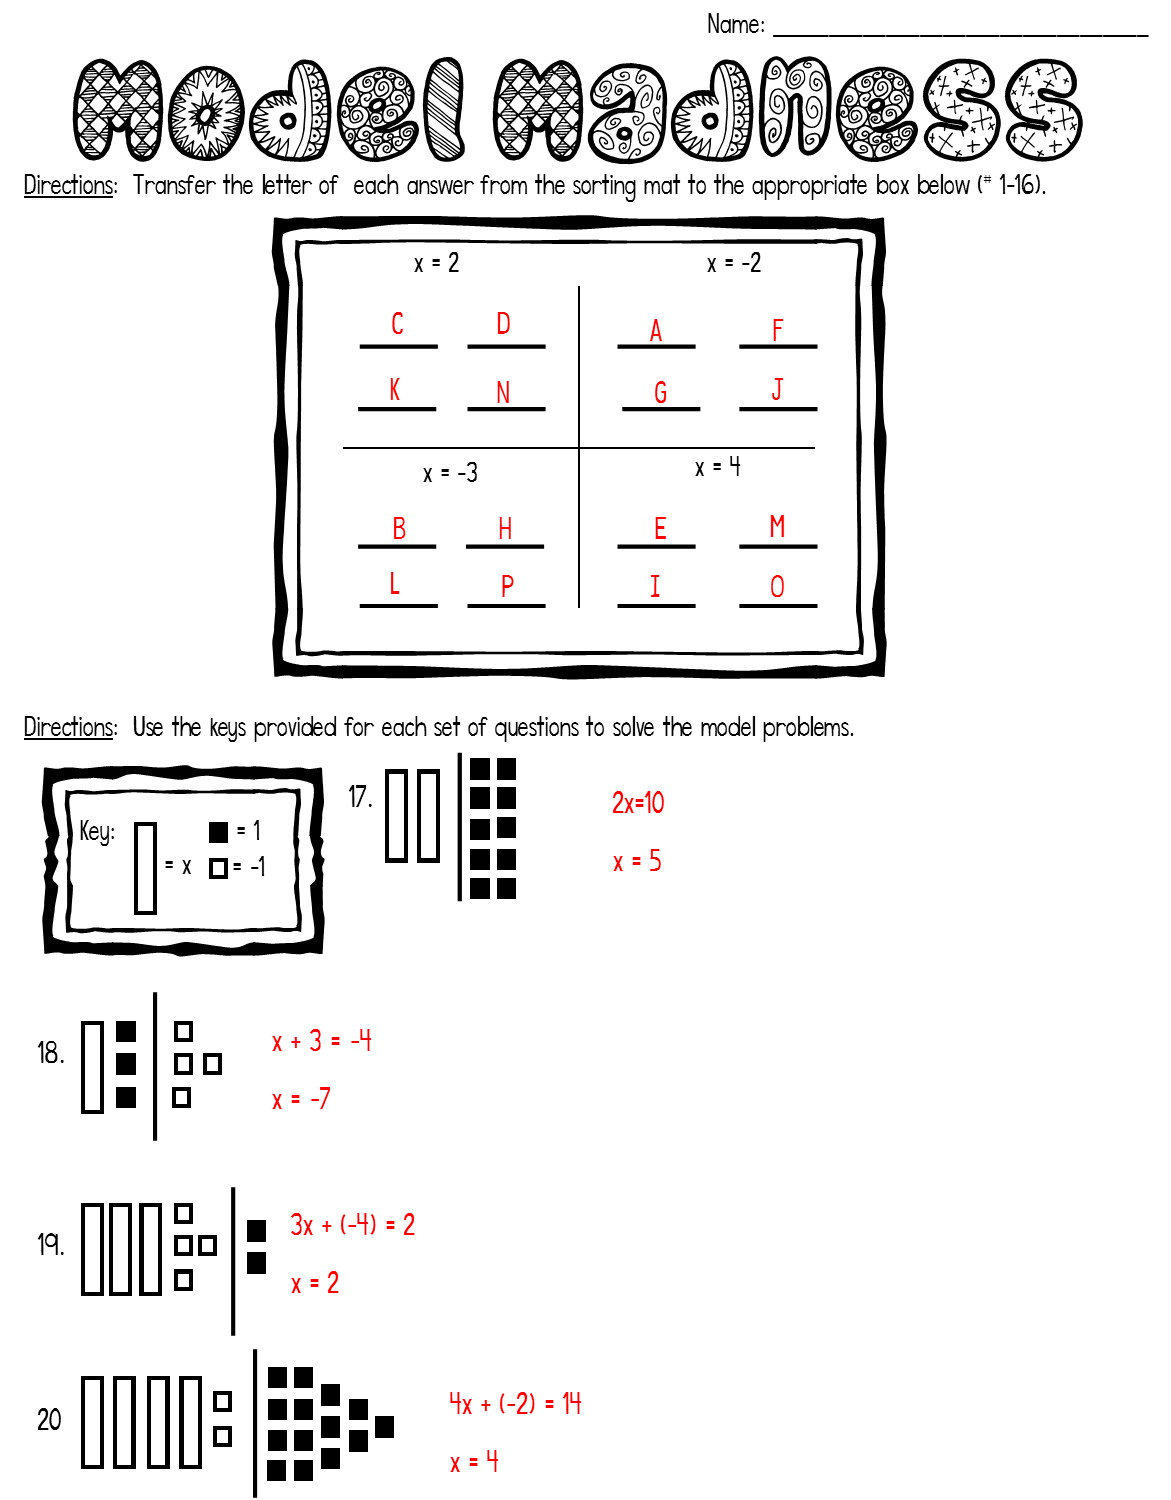 Name: ______________________________
Model Madness
Directions: Transfer the letter of each answer from the sorting mat to the appropriate box below (# 1-16).
x = 2
x = -2
C D
A F
K N
G J
x = -3
x = 4
B H
E M
L P
I O
Directions: Use the keys provided for each set of questions to solve the model problems.
Key:
= x
= 1
= -1
17.
2x=10
x = 5
18.
x + 3 = -4
x = -7
19.
3x + (-4) = 2
x = 2
20
4x + (-2) = 14
x = 4